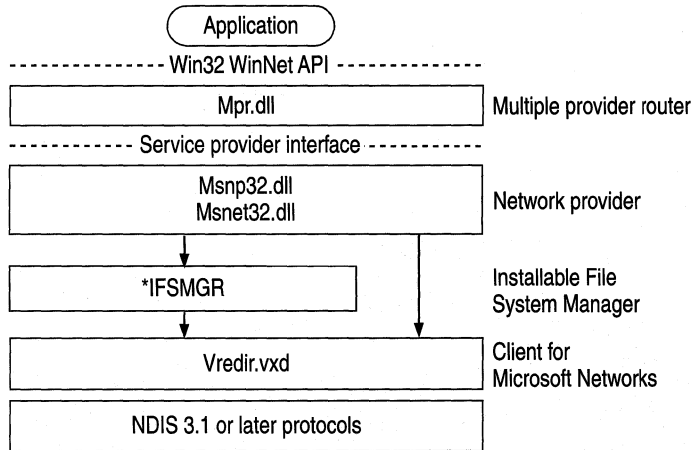 Application
Win32 WinNet API
Mpr.dll
Multiple provider router
Service provider interface
Msnp32.dll
Msnet32.dll
Network provider
*IFSMGR
Installable File
System Manager
Vredir.vxd
Client for
Microsoft Networks
NDIS 3.1 or later protocols